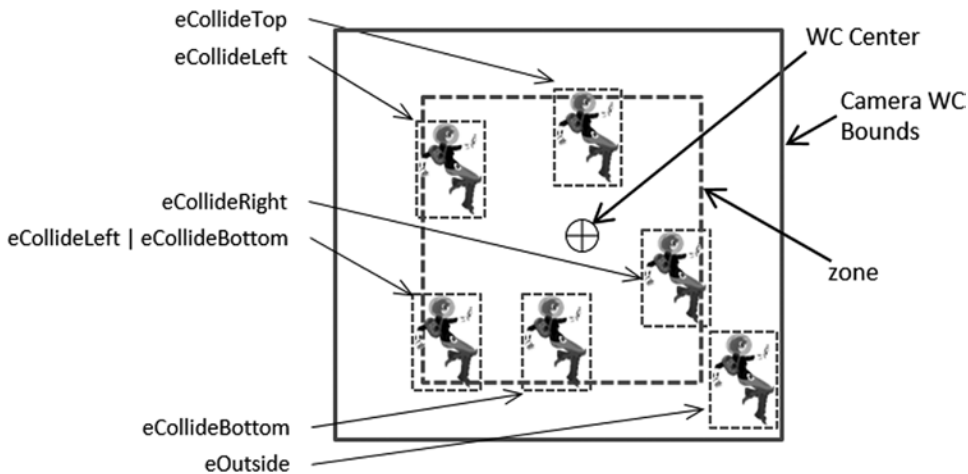 eCollideTop
eCollideLeft
eCollideRight
eCollideLeft | eCollideBottom
eCollideBottom
eOutside
WC Center
Camera WC
Bounds
zone